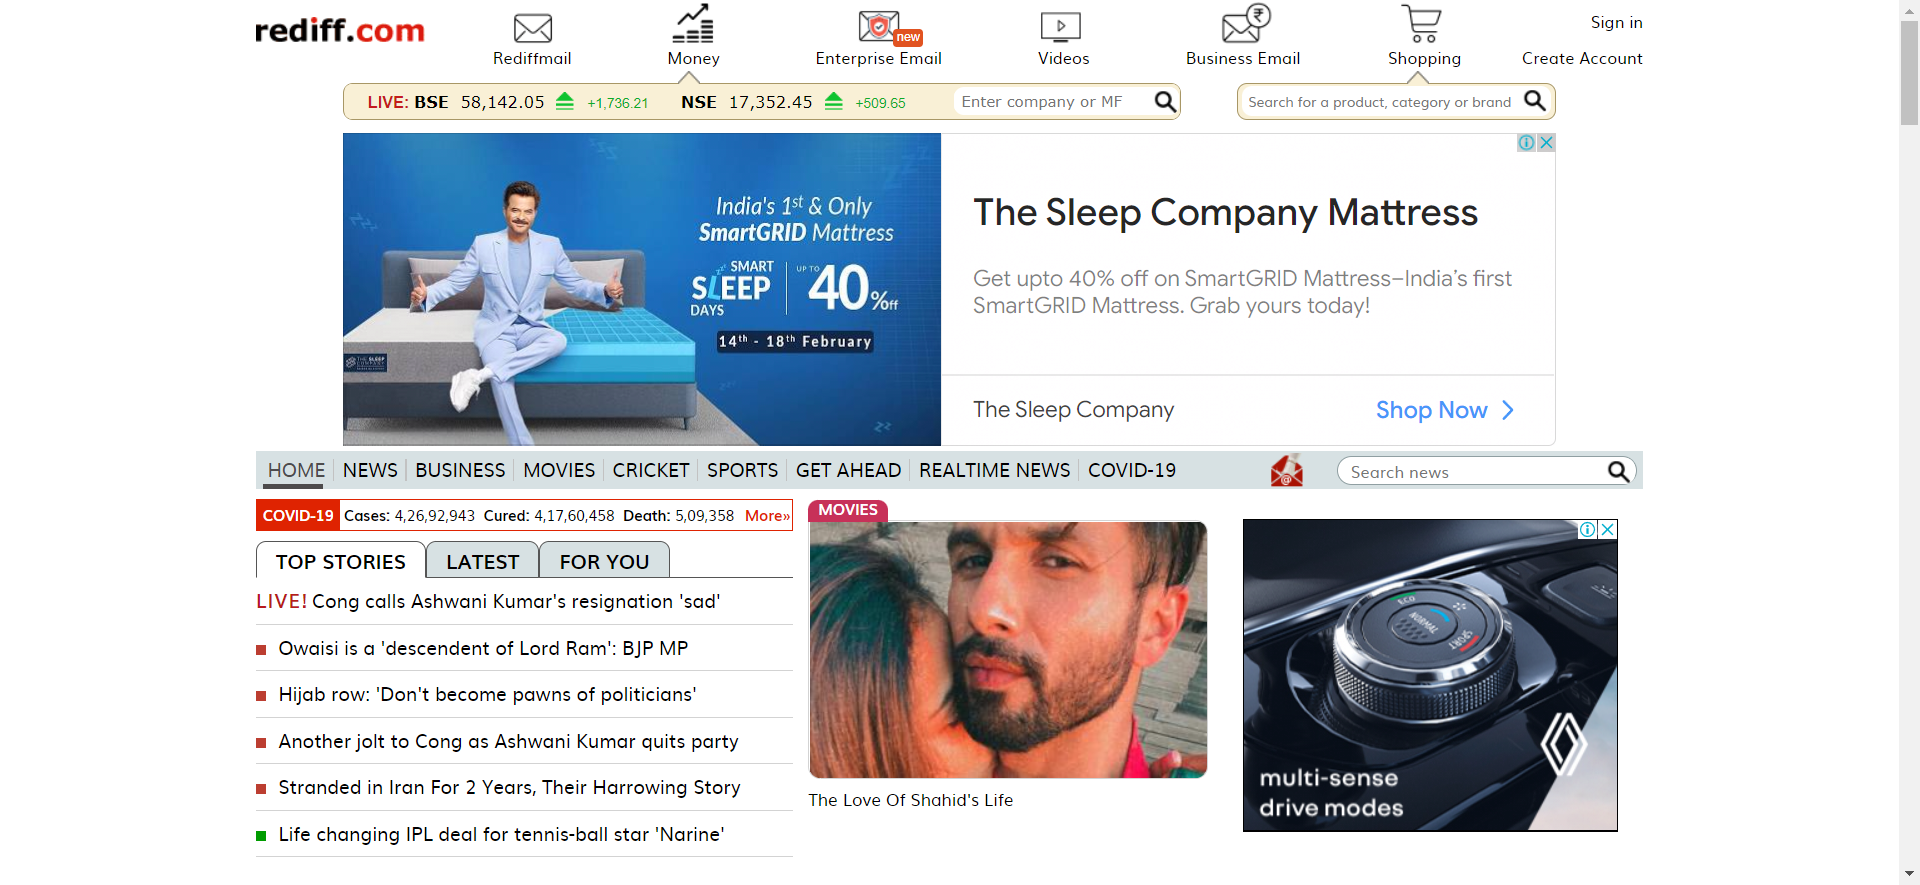 rediff.com
Rediffmail
Money
Enterprise Email
new
Videos
Business Email
Shopping
Sign in
Create Account
LIVE: BSE 58,142.05 +1,736.21 NSE 17,352.45 +509.65
Enter company or MF
Search for a product, category or brand
India's 1st & Only
SmartGRID Mattress
SMART
SLEEP
DAYS
UP TO
40%off
14th - 18th February
THE SLEEP
COMPANY
The Sleep Company Mattress
Get upto 40% off on SmartGRID Mattress–India's first
SmartGRID Mattress. Grab yours today!
The Sleep Company
Shop Now
HOME NEWS BUSINESS MOVIES CRICKET SPORTS GET AHEAD REALTIME NEWS COVID-19
Search news
COVID-19 Cases: 4,26,92,943 Cured: 4,17,60,458 Death: 5,09,358 More»
TOP STORIES LATEST FOR YOU
LIVE! Cong calls Ashwani Kumar's resignation 'sad'
Owaisi is a 'descendent of Lord Ram': BJP MP
Hijab row: 'Don't become pawns of politicians'
Another jolt to Cong as Ashwani Kumar quits party
Stranded in Iran For 2 Years, Their Harrowing Story
Life changing IPL deal for tennis-ball star 'Narine'
MOVIES
The Love Of Shahid's Life
ECO
NORMAL
SPORT
multi-sense
drive modes